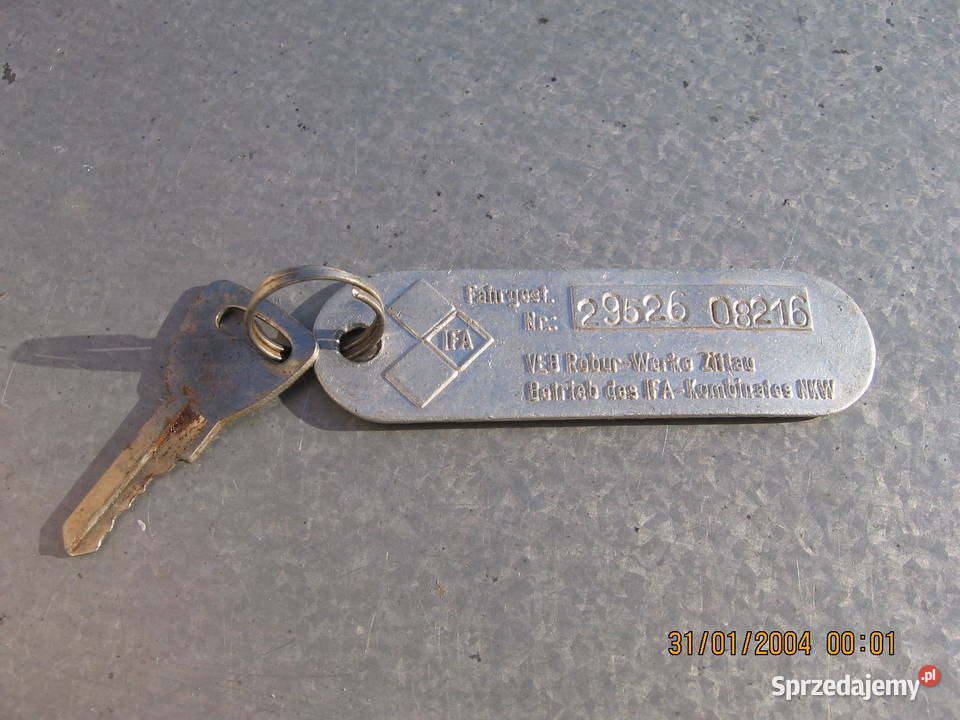 IFA
Fahrgest.
Nr.: 29526 08216
VEB Robur-Werke Zittau
Betrieb des IFA-Kombinates NKW
31/01/2004 00:01
Sprzedajemy.pl